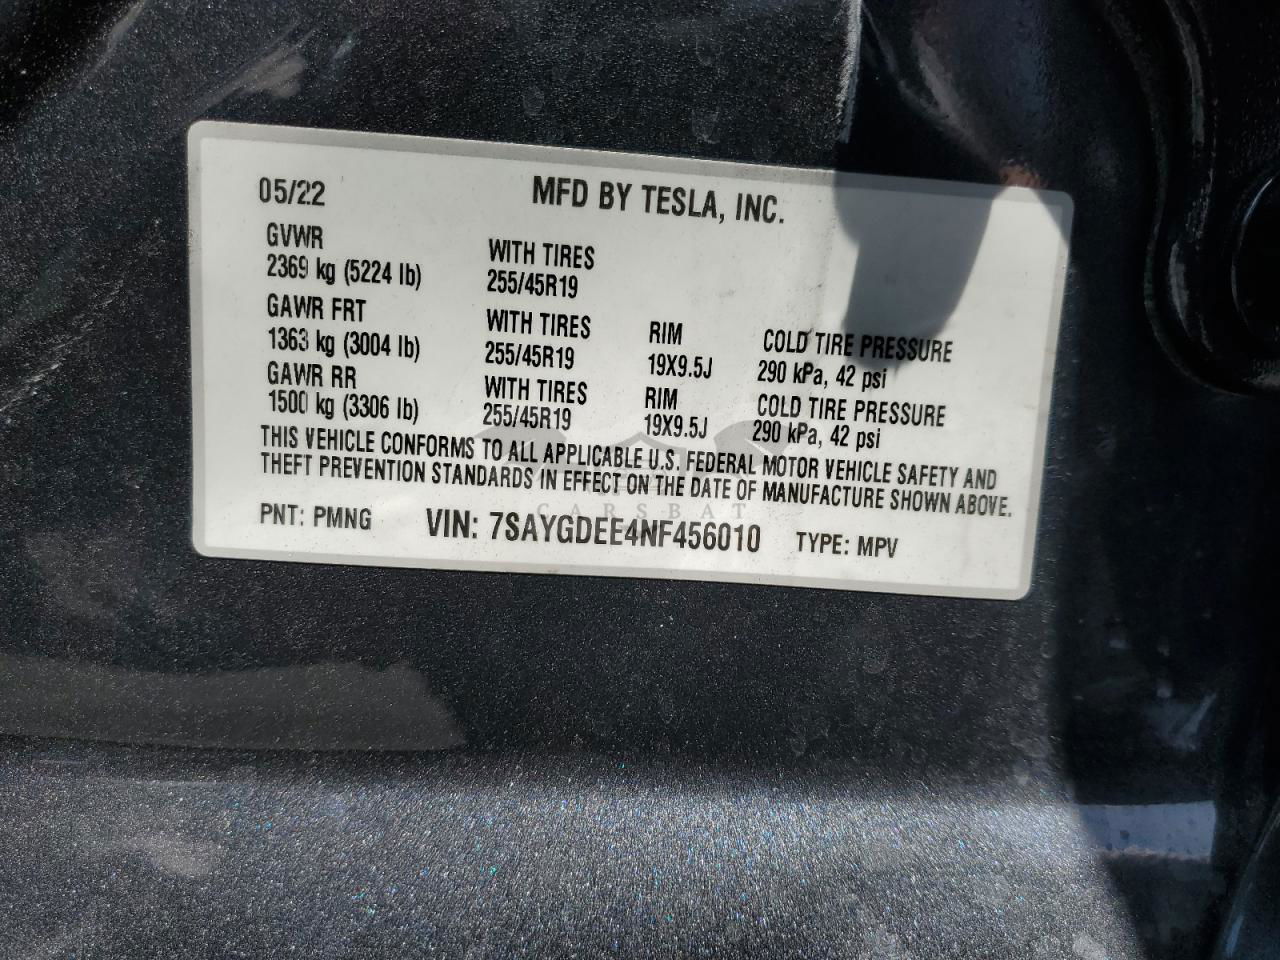 05/22 MFD BY TESLA, INC.
GVWR WITH TIRES
2369 kg (5224 lb) 255/45R19
GAWR FRT WITH TIRES RIM COLD TIRE PRESSURE
1363 kg (3004 lb) 255/45R19 19X9.5J 290 kPa, 42 psi
GAWR RR WITH TIRES RIM COLD TIRE PRESSURE
1500 kg (3306 lb) 255/45R19 19X9.5J 290 kPa, 42 psi
THIS VEHICLE CONFORMS TO ALL APPLICABLE U.S. FEDERAL MOTOR VEHICLE SAFETY AND
THEFT PREVENTION STANDARDS IN EFFECT ON THE DATE OF MANUFACTURE SHOWN ABOVE.
CARSBAT
PNT: PMNG VIN: 7SAYGDEE4NF456010 TYPE: MPV